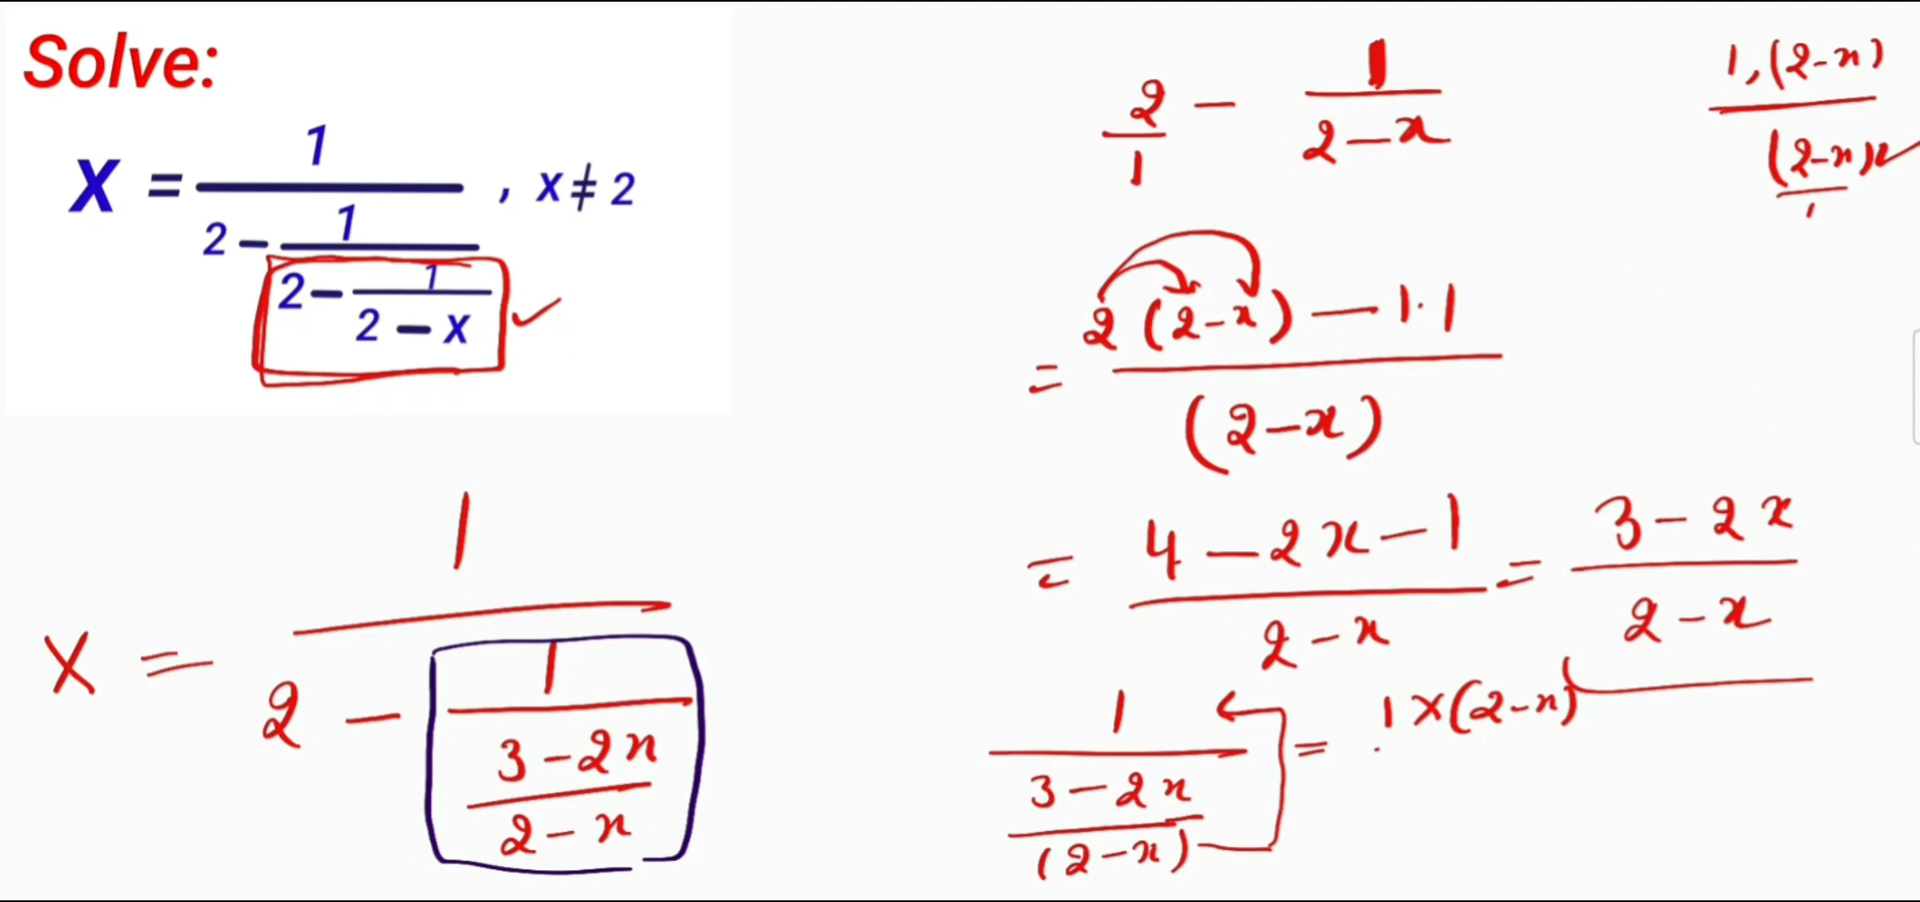 Solve:
x = 1 / (2 - 1 / (2 - 1 / (2 - x))) , x ≠ 2
x = 1 / (2 - 1 / ((3 - 2x) / (2 - x)))
2/1 - 1 / (2 - x)
1, (2 - x)
(2 - x)
1
= (2 (2 - x) - 1·1) / (2 - x)
= (4 - 2x - 1) / (2 - x) = (3 - 2x) / (2 - x)
1 / ((3 - 2x) / (2 - x)) = 1 × (2 - x)